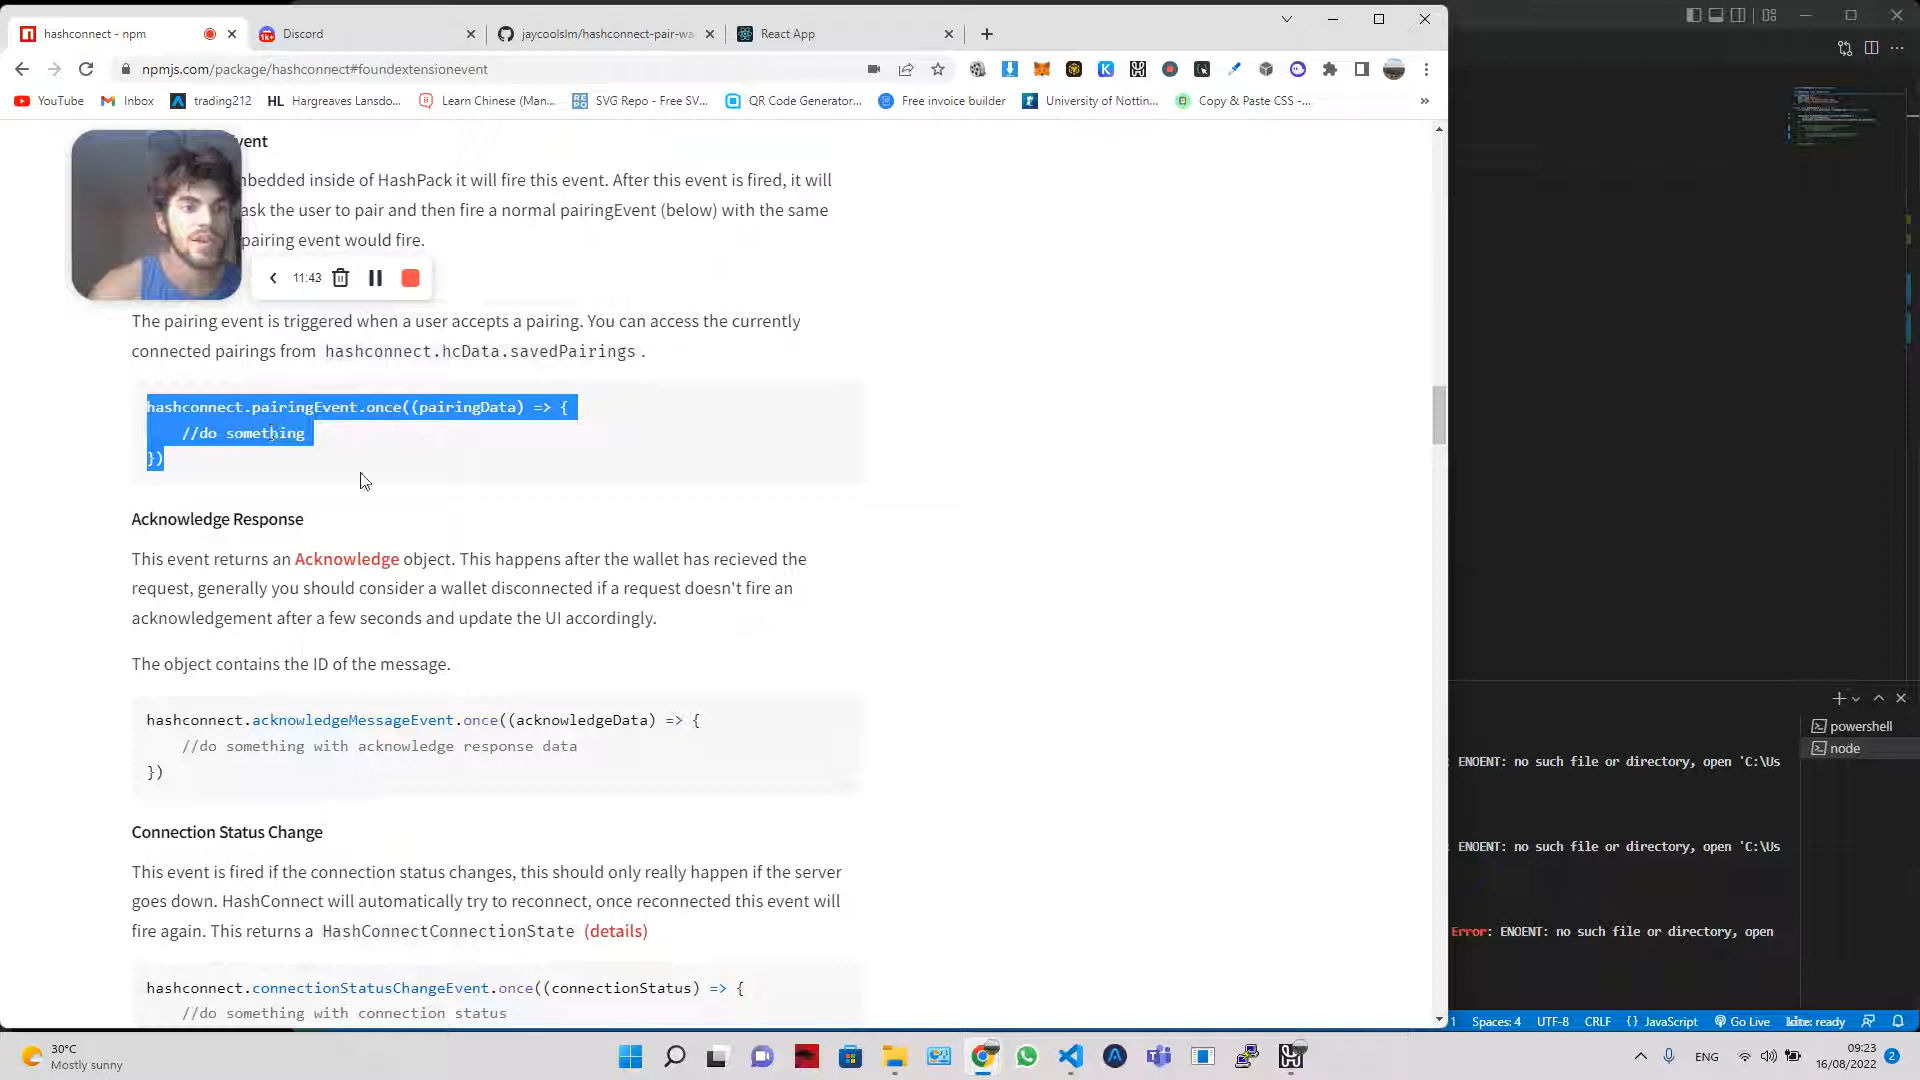 hashconnect - npm
Discord
jaycoolslm/hashconnect-pair-wa
React App
npmjs.com/package/hashconnect#foundextensionevent
YouTube
Inbox
trading212
HL Hargreaves Lansdo...
Learn Chinese (Man...
SVG Repo - Free SV...
QR Code Generator...
Free invoice builder
University of Nottin...
Copy & Paste CSS -...
»
vent
bedded inside of HashPack it will fire this event. After this event is fired, it will
ask the user to pair and then fire a normal pairingEvent (below) with the same
pairing event would fire.
11:43
The pairing event is triggered when a user accepts a pairing. You can access the currently
connected pairings from hashconnect.hcData.savedPairings .
hashconnect.pairingEvent.once((pairingData) => {
//do something
})
Acknowledge Response
This event returns an Acknowledge object. This happens after the wallet has recieved the
request, generally you should consider a wallet disconnected if a request doesn't fire an
acknowledgement after a few seconds and update the UI accordingly.
The object contains the ID of the message.
hashconnect.acknowledgeMessageEvent.once((acknowledgeData) => {
//do something with acknowledge response data
})
Connection Status Change
This event is fired if the connection status changes, this should only really happen if the server
goes down. HashConnect will automatically try to reconnect, once reconnected this event will
fire again. This returns a HashConnectConnectionState (details)
hashconnect.connectionStatusChangeEvent.once((connectionStatus) => {
//do something with connection status
powershell
node
: ENOENT: no such file or directory, open 'C:\Us
: ENOENT: no such file or directory, open 'C:\Us
Error: ENOENT: no such file or directory, open
1 Spaces: 4 UTF-8 CRLF {} JavaScript Go Live kite: ready
30°C
Mostly sunny
ENG
09:23
16/08/2022
2